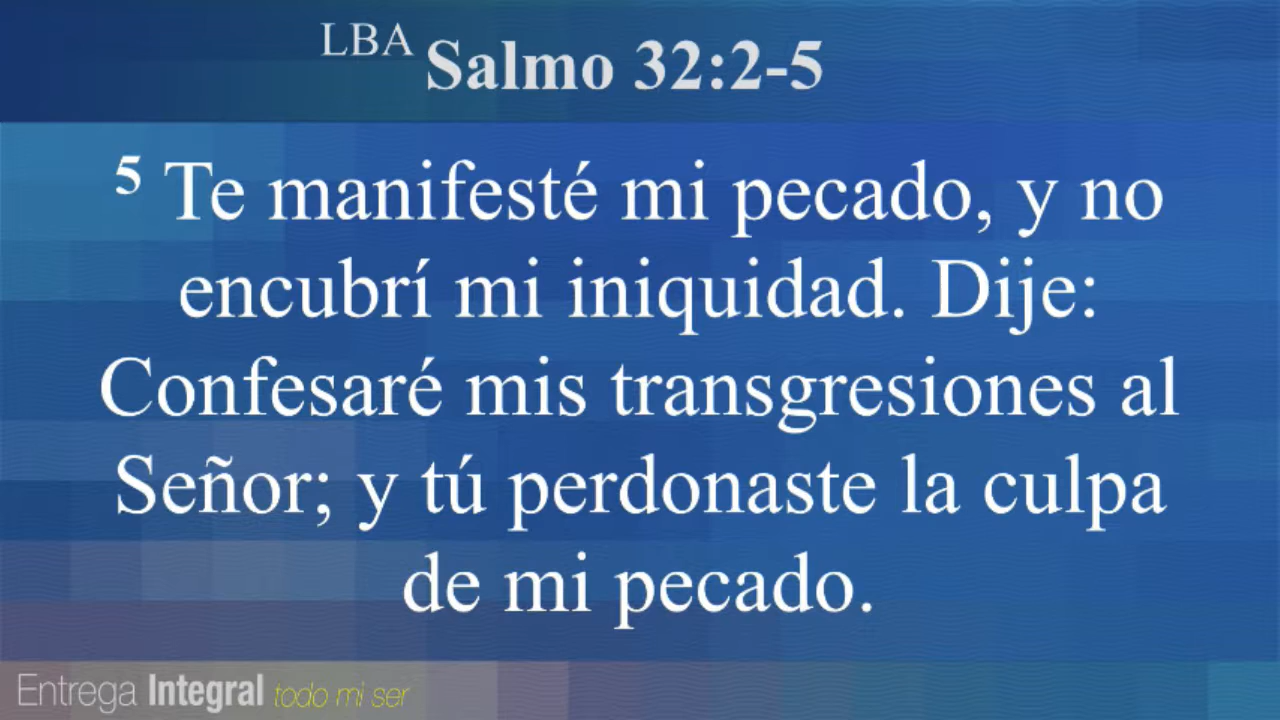 LBA Salmo 32:2-5
5 Te manifesté mi pecado, y no
encubrí mi iniquidad. Dije:
Confesaré mis transgresiones al
Señor; y tú perdonaste la culpa
de mi pecado.
Entrega Integral todo mi ser